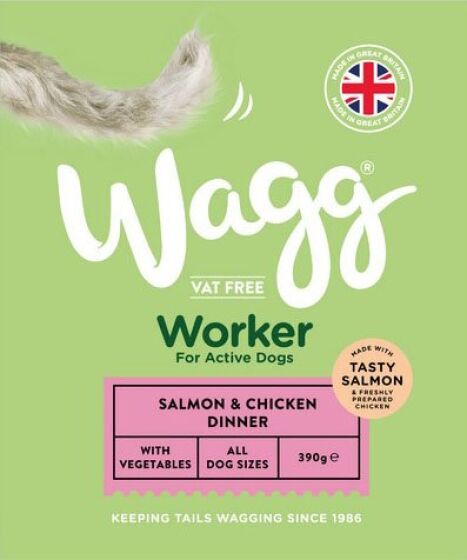 MADE IN GREAT BRITAIN
MADE IN GREAT BRITAIN
Wagg®
VAT FREE
Worker
For Active Dogs
MADE WITH
TASTY
SALMON
& FRESHLY
PREPARED
CHICKEN
SALMON & CHICKEN
DINNER
WITH
VEGETABLES
ALL
DOG SIZES
390g ℮
KEEPING TAILS WAGGING SINCE 1986